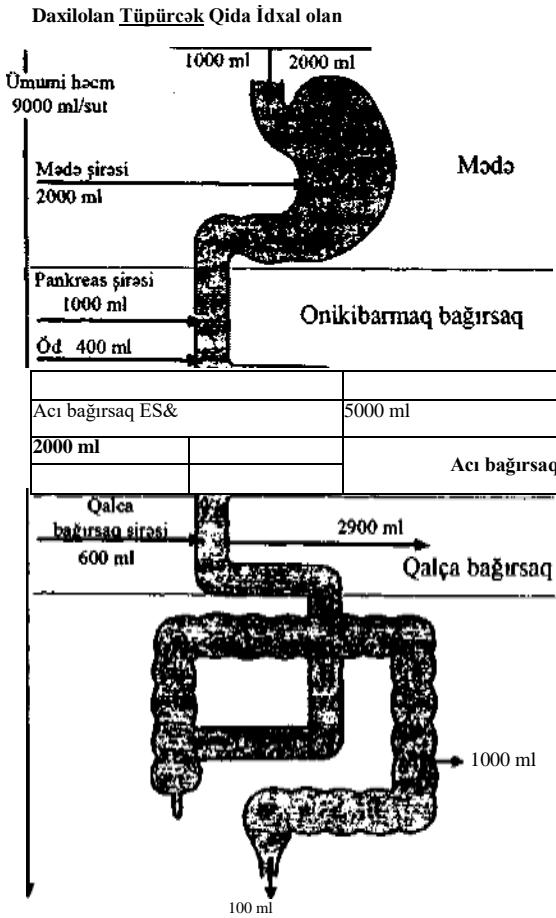 Daxilolan Tüpürcək Qida İdxal olan
1000 ml 2000 ml
Ümumi həcm
9000 ml/sut
Mədə şirəsi
2000 ml
Mədə
Pankreas şirəsi
1000 ml
Onikibarmaq bağırsaq
Öd 400 ml
Acı bağırsaq ES& 5000 ml
2000 ml
Acı bağırsaq
Qalca
bağırsaq şirəsi
600 ml
2900 ml
Qalça bağırsaq
1000 ml
100 ml